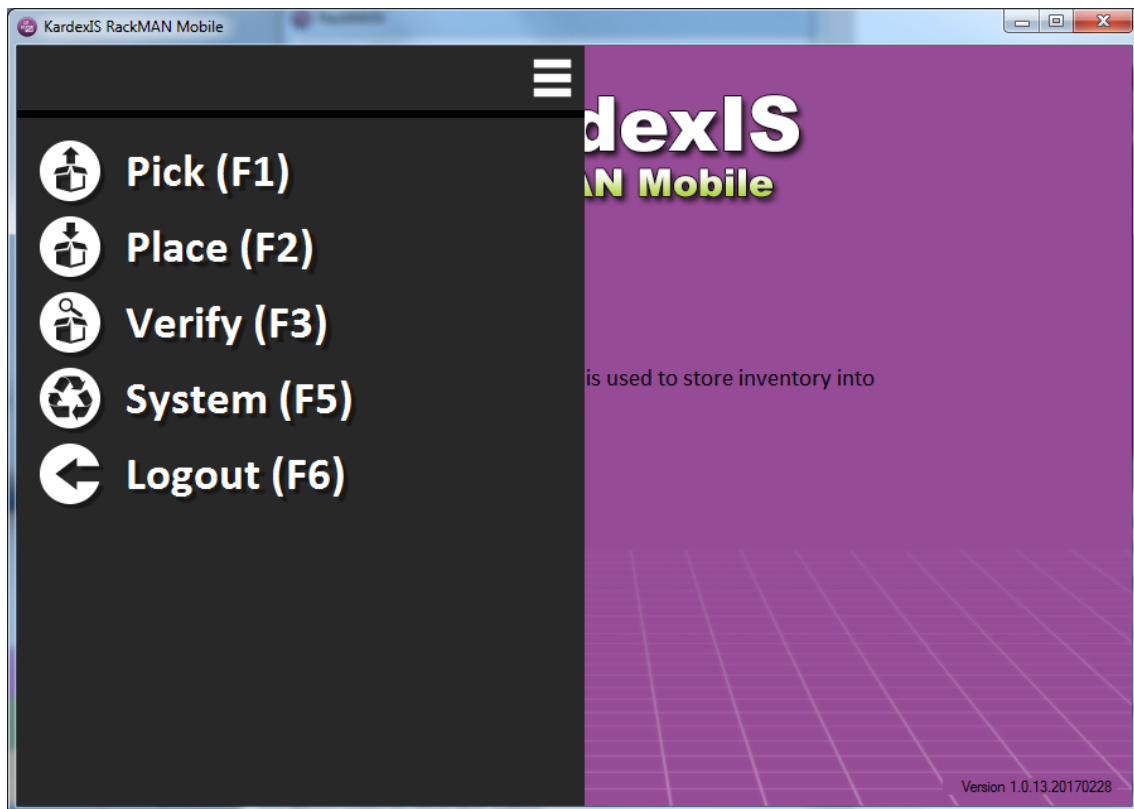 KardexIS RackMAN Mobile
Pick (F1)
Place (F2)
Verify (F3)
System (F5)
Logout (F6)
dexIS
AN Mobile
is used to store inventory into
Version 1.0.13.20170228